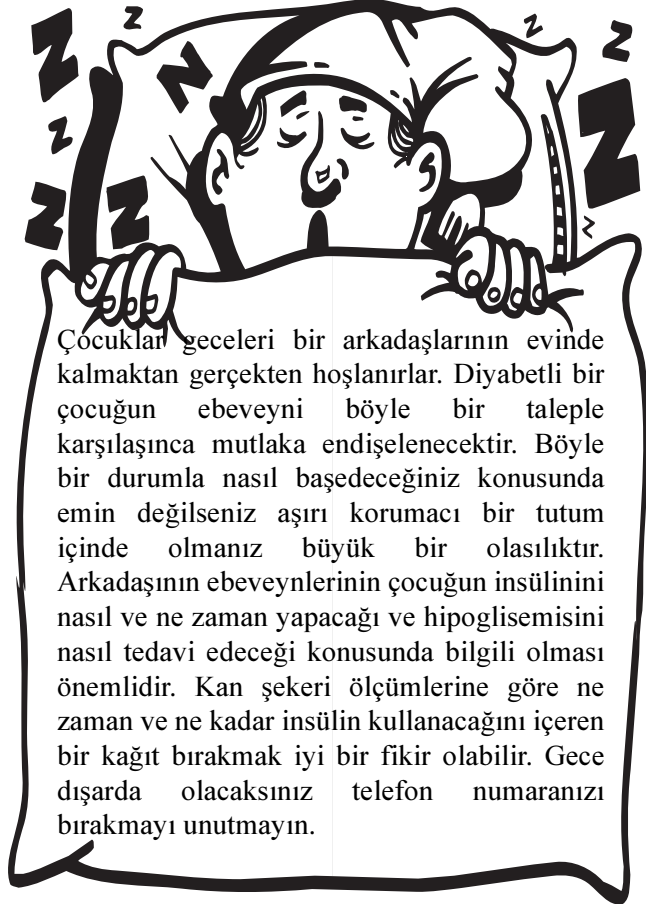 Z
Z
Z
Z
Z
Z
Z
Z
Z
Z
Çocuklar geceleri bir arkadaşlarının evinde
kalmaktan gerçekten hoşlanırlar. Diyabetli bir
çocuğun ebeveyni böyle bir taleple
karşılaşınca mutlaka endişelenecektir. Böyle
bir durumla nasıl başedeceğiniz konusunda
emin değilseniz aşırı korumacı bir tutum
içinde olmanız büyük bir olasılıktır.
Arkadaşının ebeveynlerinin çocuğun insülinini
nasıl ve ne zaman yapacağı ve hipoglisemisini
nasıl tedavi edeceği konusunda bilgili olması
önemlidir. Kan şekeri ölçümlerine göre ne
zaman ve ne kadar insülin kullanacağını içeren
bir kağıt bırakmak iyi bir fikir olabilir. Gece
dışarda olacaksınız telefon numaranızı
bırakmayı unutmayın.